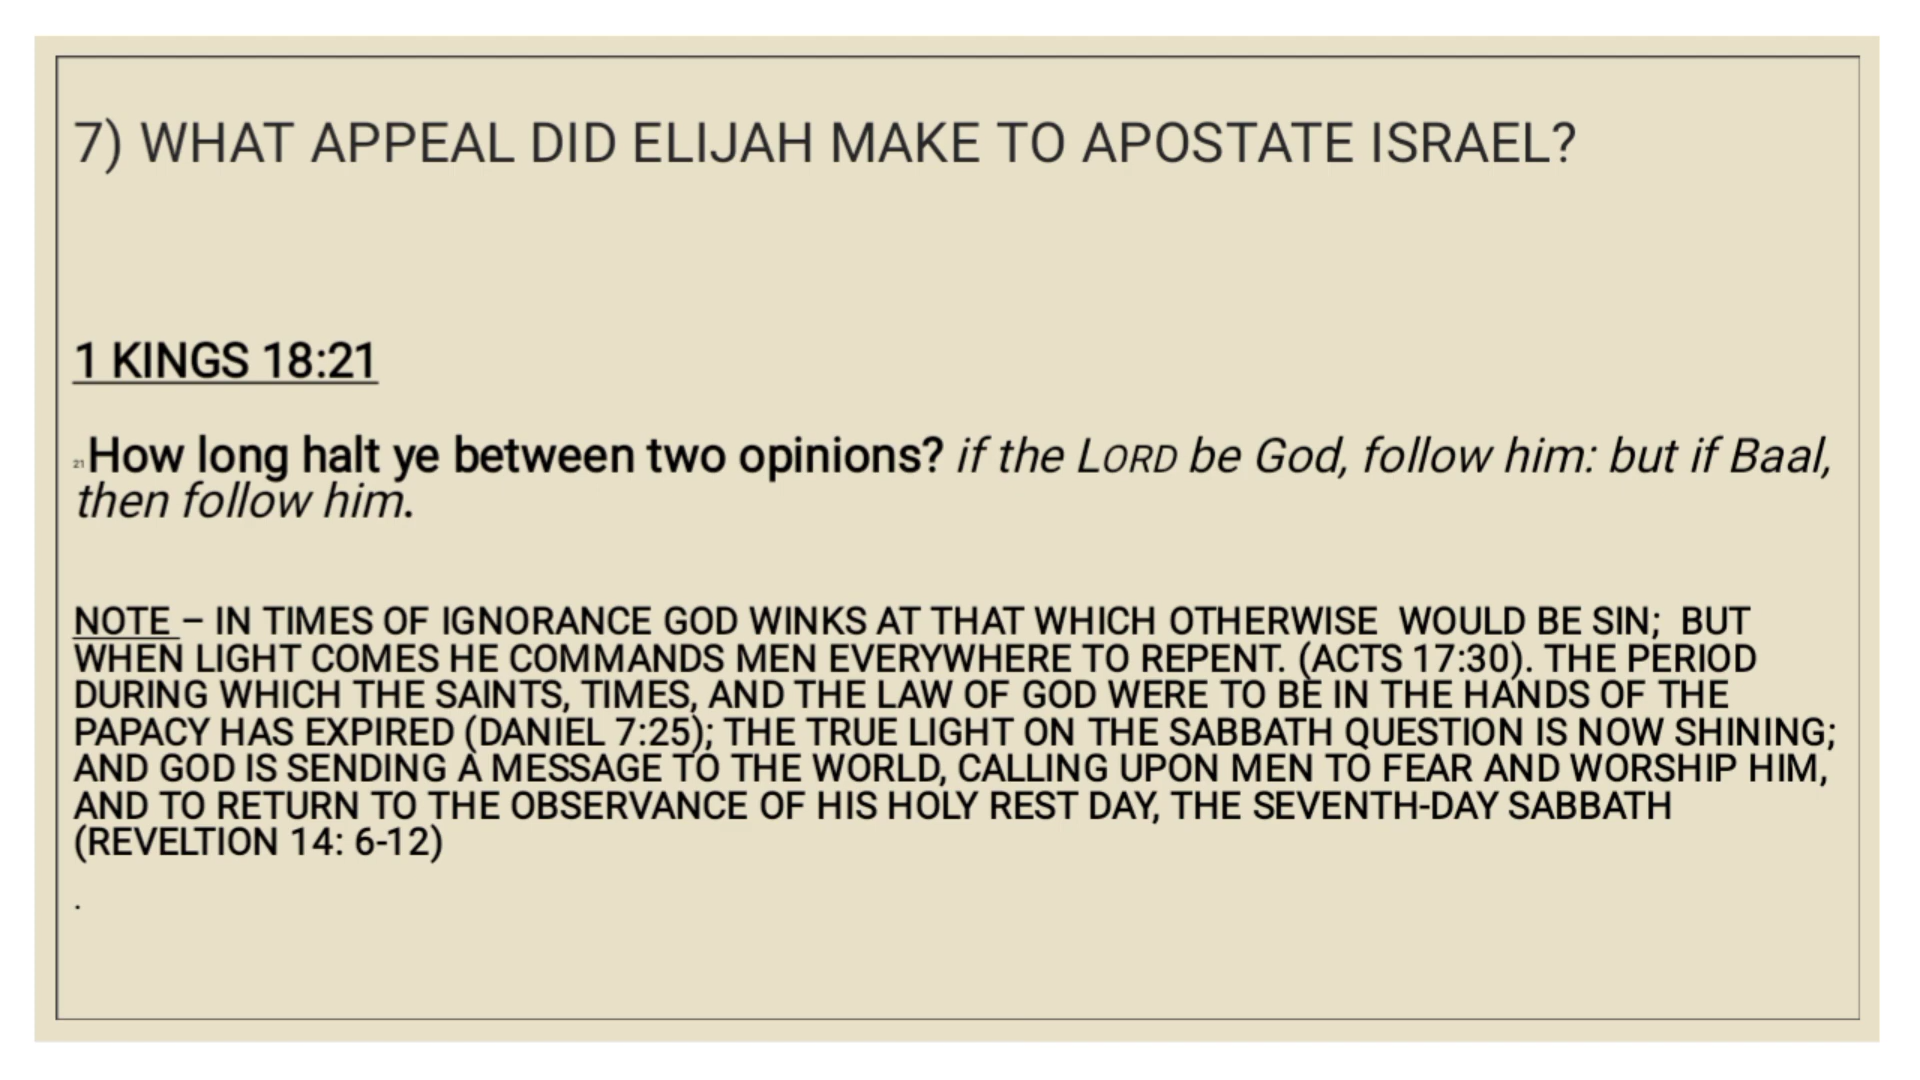 7) WHAT APPEAL DID ELIJAH MAKE TO APOSTATE ISRAEL?
1 KINGS 18:21
21How long halt ye between two opinions? if the LORD be God, follow him: but if Baal,
then follow him.
NOTE – IN TIMES OF IGNORANCE GOD WINKS AT THAT WHICH OTHERWISE  WOULD BE SIN;  BUT
WHEN LIGHT COMES HE COMMANDS MEN EVERYWHERE TO REPENT. (ACTS 17:30). THE PERIOD
DURING WHICH THE SAINTS, TIMES, AND THE LAW OF GOD WERE TO BE IN THE HANDS OF THE
PAPACY HAS EXPIRED (DANIEL 7:25); THE TRUE LIGHT ON THE SABBATH QUESTION IS NOW SHINING;
AND GOD IS SENDING A MESSAGE TO THE WORLD, CALLING UPON MEN TO FEAR AND WORSHIP HIM,
AND TO RETURN TO THE OBSERVANCE OF HIS HOLY REST DAY, THE SEVENTH-DAY SABBATH
(REVELTION 14: 6-12)
.